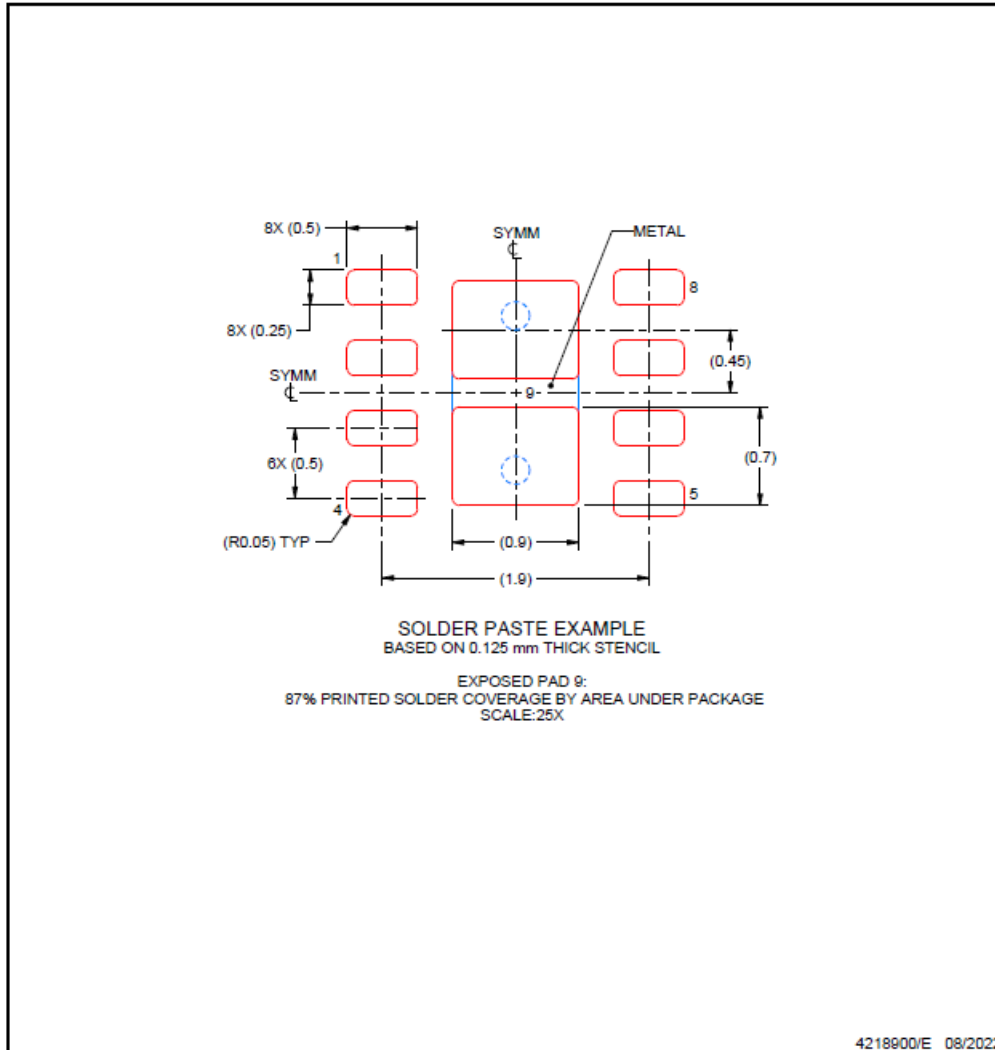 8X (0.5)
SYMM
METAL
1
8
8X (0.25)
(0.45)
SYMM
9
6X (0.5)
(0.7)
4
5
(R0.05) TYP
(0.9)
(1.9)
SOLDER PASTE EXAMPLE
BASED ON 0.125 mm THICK STENCIL
EXPOSED PAD 9:
87% PRINTED SOLDER COVERAGE BY AREA UNDER PACKAGE
SCALE:25X
4218900/E 08/2022